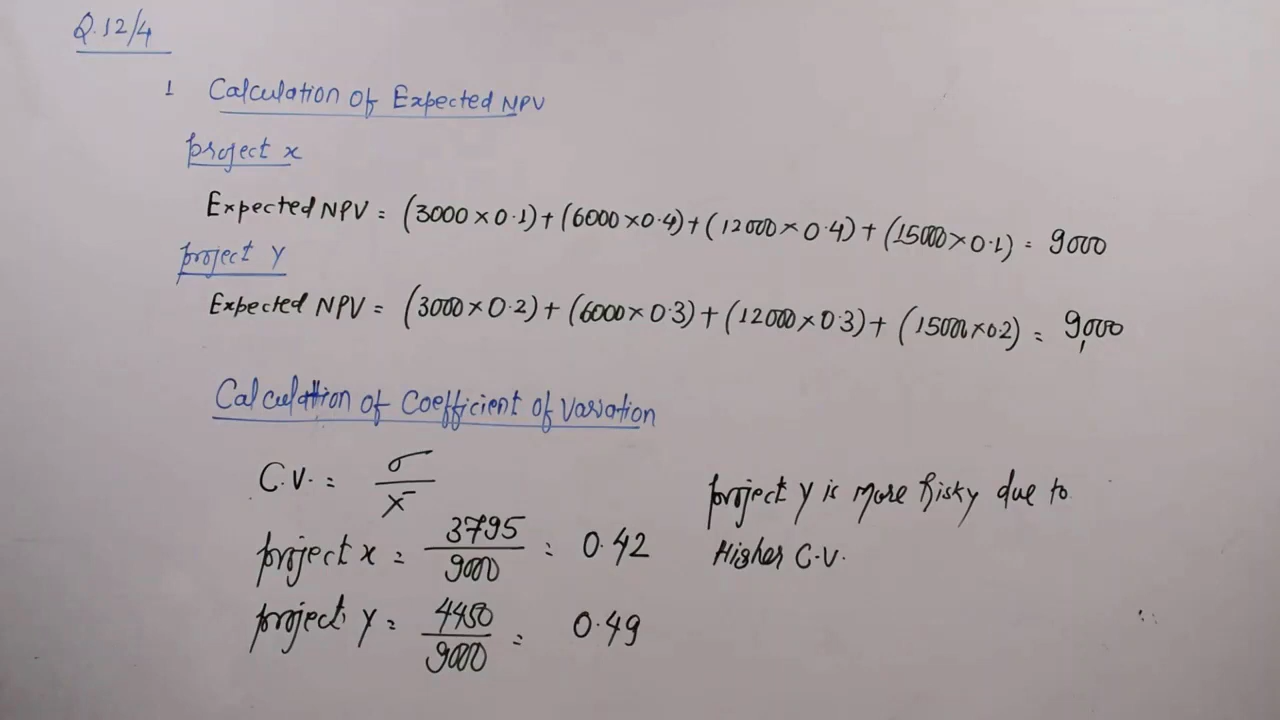 Q.12/4
1 Calculation of Expected NPV
project x
Expected NPV = (3000 × 0.1) + (6000 × 0.4) + (12000 × 0.4) + (15000 × 0.1) = 9000
project Y
Expected NPV = (3000 × 0.2) + (6000 × 0.3) + (12000 × 0.3) + (15000 × 0.2) = 9,000
Calculation of Coefficient of Variation
C.V. = σ / x̄
project x = 3795 / 9000 = 0.42
project Y = 4450 / 9000 = 0.49
project Y is More Risky due to
Higher C.V.